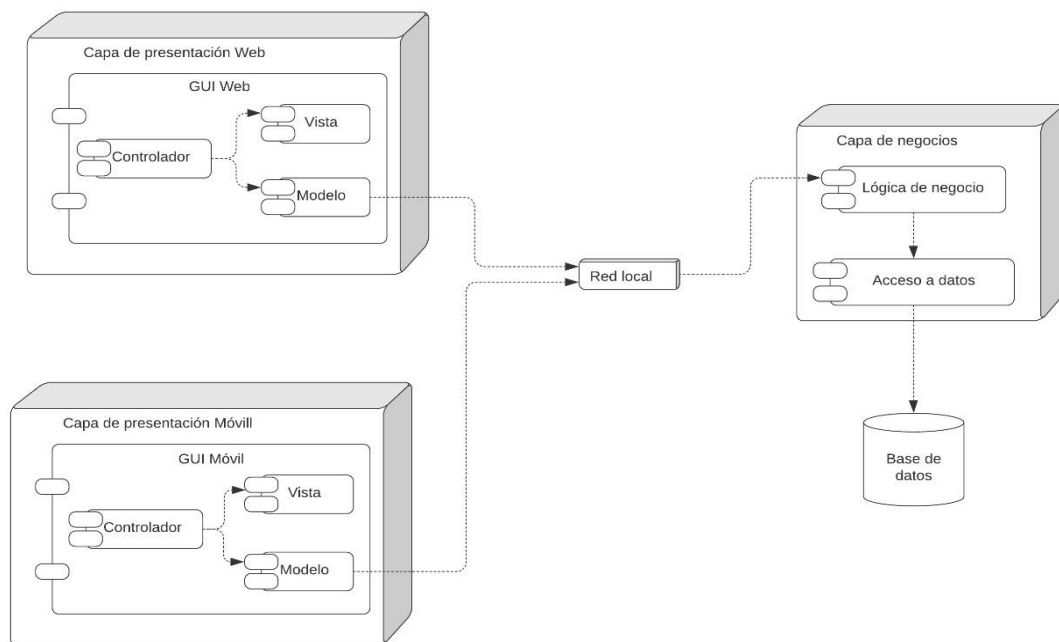 Capa de presentación Web
GUI Web
Vista
Controlador
Modelo
Red local
Capa de negocios
Lógica de negocio
Acceso a datos
Base de
datos
Capa de presentación Móvill
GUI Móvil
Vista
Controlador
Modelo